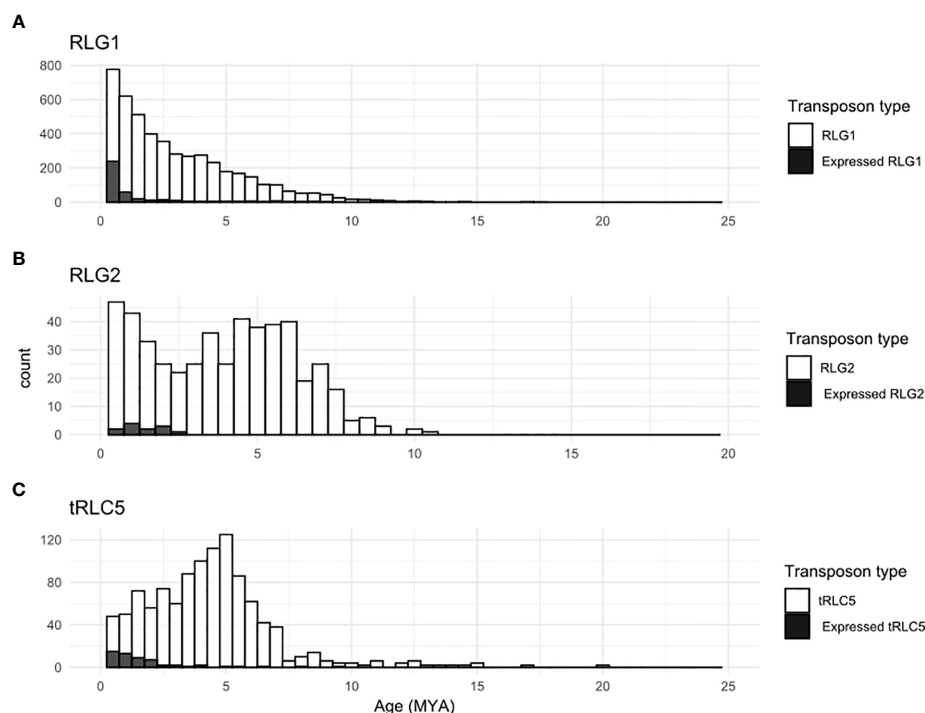 A
RLG1
800
600
400
200
0
0 5 10 15 20 25
Transposon type
RLG1
Expressed RLG1
B
RLG2
count
40
30
20
10
0
0 5 10 15 20
Transposon type
RLG2
Expressed RLG2
C
tRLC5
120
80
40
0
0 5 10 15 20 25
Age (MYA)
Transposon type
tRLC5
Expressed tRLC5